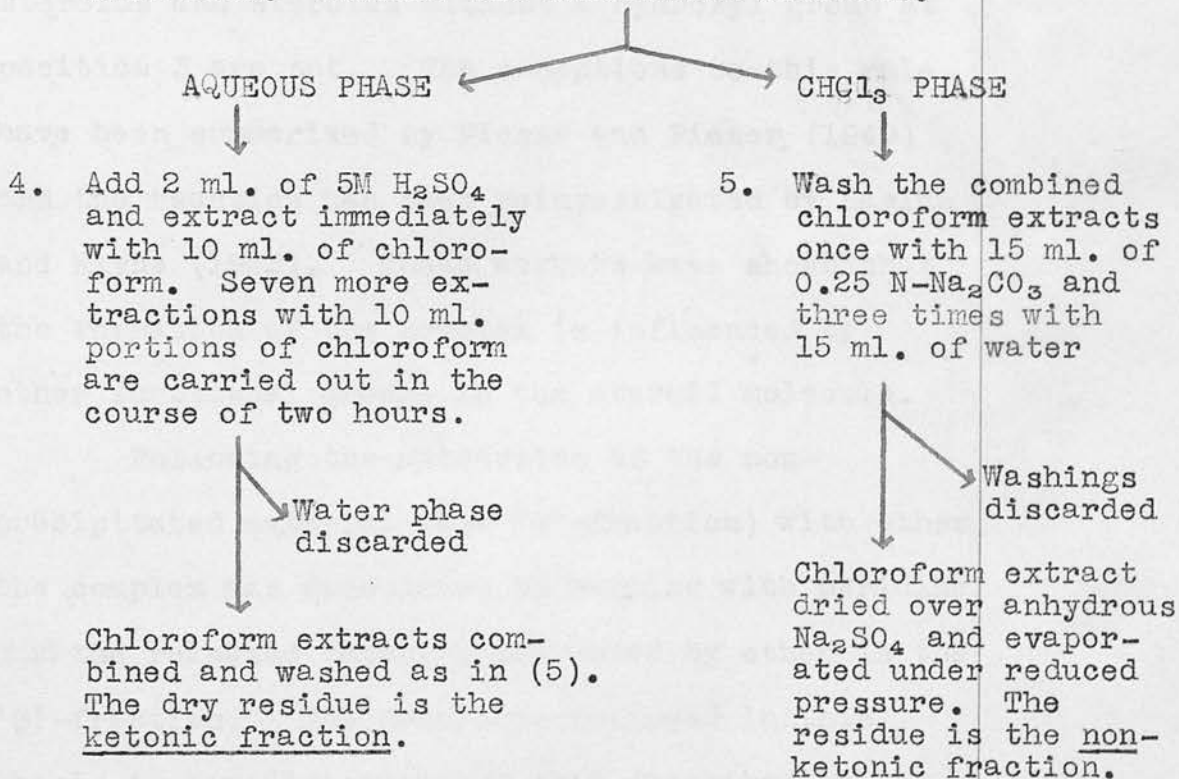 AQUEOUS PHASE
4. Add 2 ml. of 5M H₂SO₄
and extract immediately
with 10 ml. of chloro-
form. Seven more ex-
tractions with 10 ml.
portions of chloroform
are carried out in the
course of two hours.
Water phase
discarded
Chloroform extracts com-
bined and washed as in (5).
The dry residue is the
ketonic fraction.
CHCl₃ PHASE
5. Wash the combined
chloroform extracts
once with 15 ml. of
0.25 N-Na₂CO₃ and
three times with
15 ml. of water
Washings
discarded
Chloroform extract
dried over anhydrous
Na₂SO₄ and evapor-
ated under reduced
pressure. The
residue is the non-
ketonic fraction.